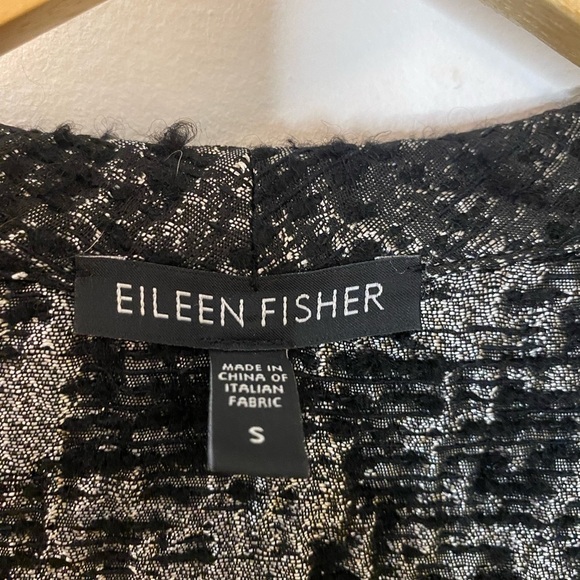 EILEEN FISHER
MADE IN
CHINA OF
ITALIAN
FABRIC
S